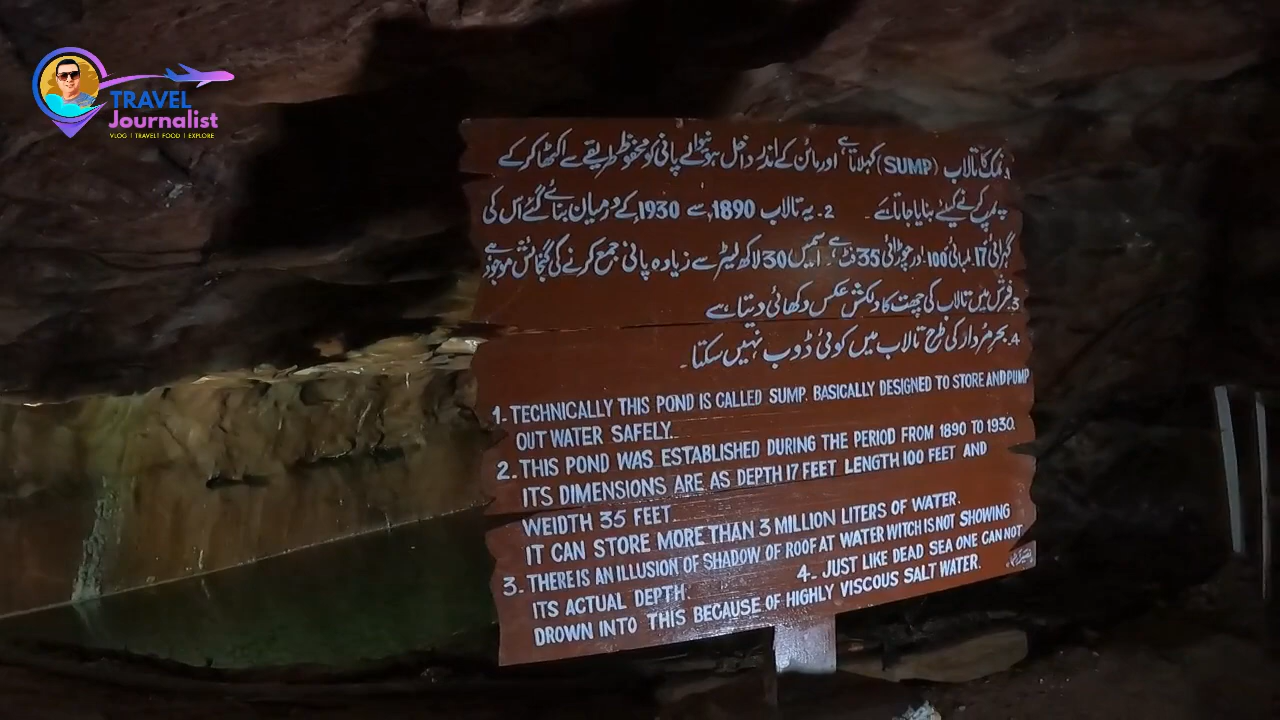 TRAVEL
Journalist
VLOG | TRAVELT FOOD | EXPLORE
1. نمک کا تالاب (SUMP) کہلاتا ہے اور مائن کے اندر داخل ہونیوالے پانی کو محفوظ طریقے سے اکٹھا کر کے
پمپ کرنے کیلئے بنایا جاتا ہے۔ 2۔ یہ تالاب 1890 سے 1930 کے درمیان بنائے گئے اس کی
گہرائی 17، لمبائی 100، اور چوڑائی 35 فٹ ہے۔ اسمیں 30 لاکھ لیٹر سے زیادہ پانی جمع کرنے کی گنجائش موجود ہے
3. فرش میں تالاب کی چھت کا دلکش عکس دکھائی دیتا ہے
4. بحرِ مُردار کی طرح تالاب میں کوئی ڈوب نہیں سکتا۔
1. TECHNICALLY THIS POND IS CALLED SUMP. BASICALLY DESIGNED TO STORE AND PUMP
OUT WATER SAFELY.
2. THIS POND WAS ESTABLISHED DURING THE PERIOD FROM 1890 TO 1930.
ITS DIMENSIONS ARE AS DEPTH 17 FEET LENGTH 100 FEET AND
WEIDTH 35 FEET
IT CAN STORE MORE THAN 3 MILLION LITERS OF WATER.
3. THERE IS AN ILLUSION OF SHADOW OF ROOF AT WATER WITCH IS NOT SHOWING
ITS ACTUAL DEPTH. 4- JUST LIKE DEAD SEA ONE CAN NOT
DROWN INTO THIS BECAUSE OF HIGHLY VISCOUS SALT WATER.